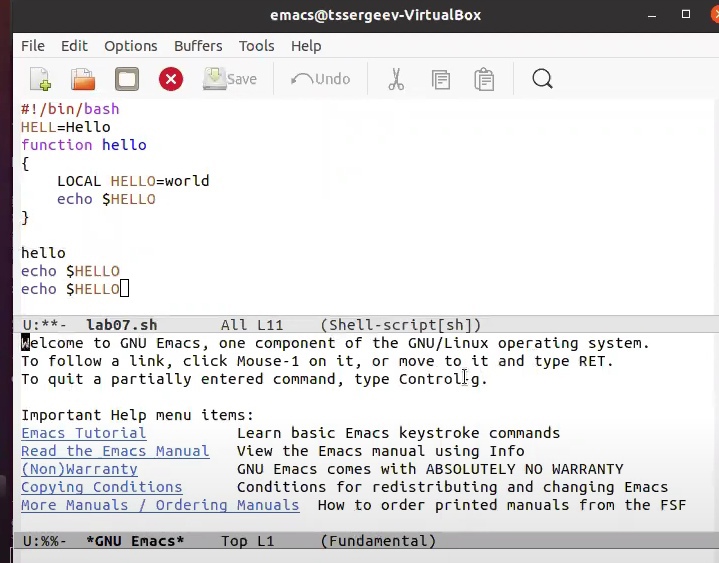 emacs@tssergeev-VirtualBox
File Edit Options Buffers Tools Help
Save Undo
#!/bin/bash
HELL=Hello
function hello
{
    LOCAL HELLO=world
    echo $HELLO
}
hello
echo $HELLO
echo $HELLO
U:**-  lab07.sh       All L11    (Shell-script[sh])
Welcome to GNU Emacs, one component of the GNU/Linux operating system.
To follow a link, click Mouse-1 on it, or move to it and type RET.
To quit a partially entered command, type Control-g.
Important Help menu items:
Emacs Tutorial          Learn basic Emacs keystroke commands
Read the Emacs Manual   View the Emacs manual using Info
(Non)Warranty           GNU Emacs comes with ABSOLUTELY NO WARRANTY
Copying Conditions      Conditions for redistributing and changing Emacs
More Manuals / Ordering Manuals  How to order printed manuals from the FSF
U:%%-  *GNU Emacs*    Top L1     (Fundamental)